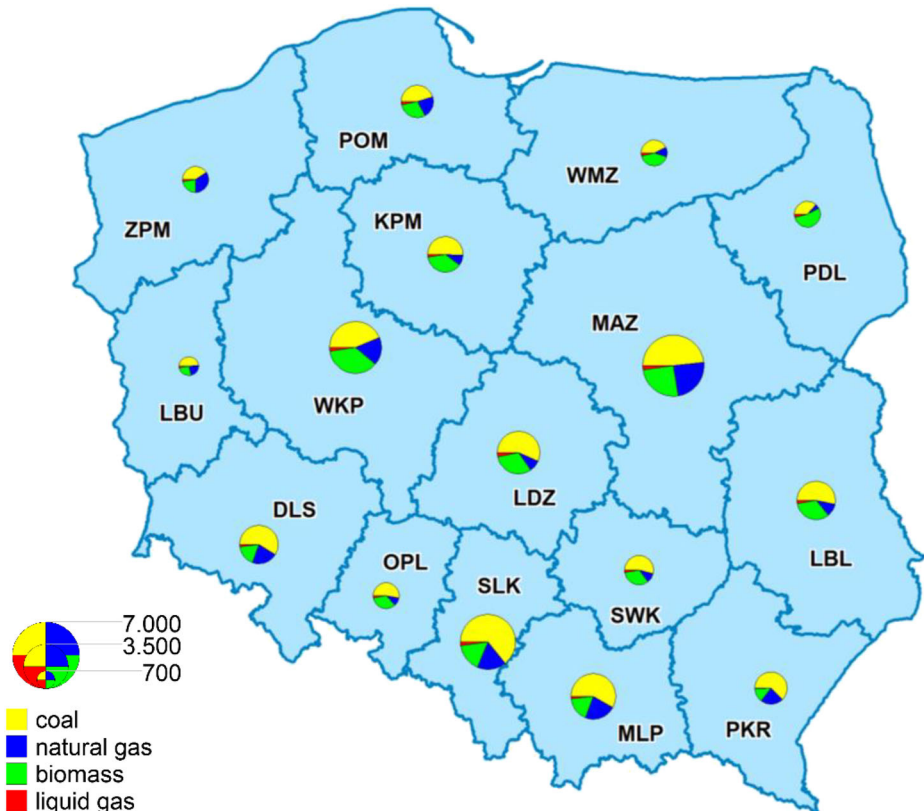 POM
WMZ
ZPM
KPM
PDL
MAZ
LBU
WKP
LDZ
DLS
LBL
OPL
SLK
SWK
MLP
PKR
7.000
3.500
700
coal
natural gas
biomass
liquid gas